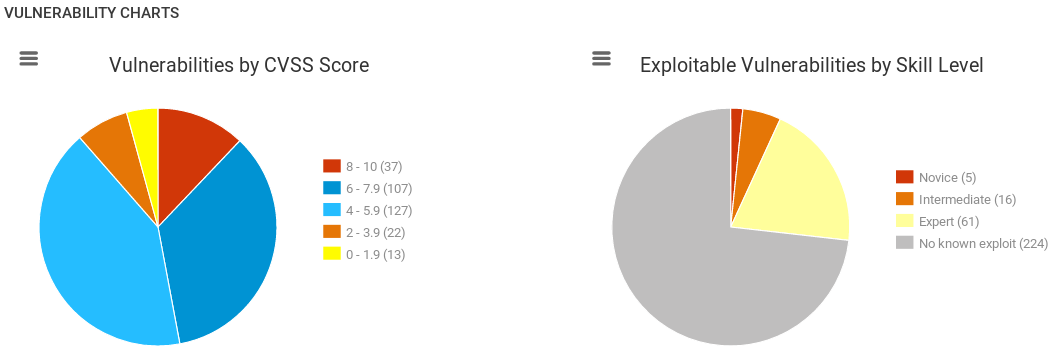 VULNERABILITY CHARTS
Vulnerabilities by CVSS Score
8 - 10 (37)
6 - 7.9 (107)
4 - 5.9 (127)
2 - 3.9 (22)
0 - 1.9 (13)
Exploitable Vulnerabilities by Skill Level
Novice (5)
Intermediate (16)
Expert (61)
No known exploit (224)